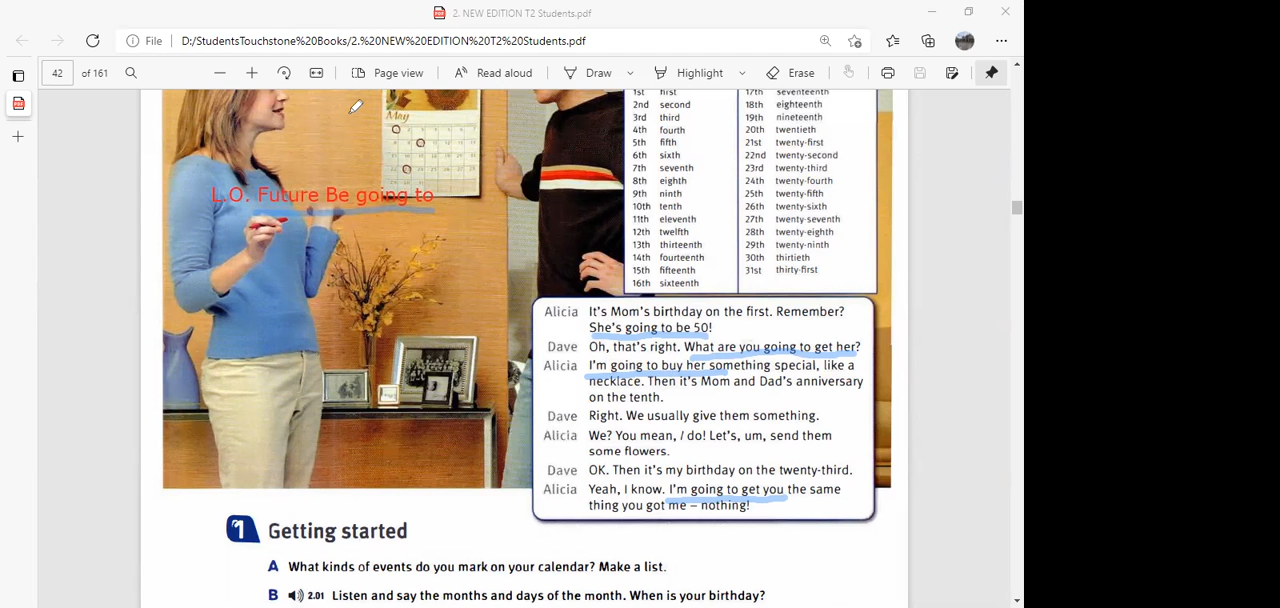 2. NEW EDITION T2 Students.pdf
File D:/StudentsTouchstone%20Books/2.%20NEW%20EDITION%20T2%20Students.pdf
42 of 161 Page view Read aloud Draw Highlight Erase
May
L.O. Future Be going to
1st first
2nd second
3rd third
4th fourth
5th fifth
6th sixth
7th seventh
8th eighth
9th ninth
10th tenth
11th eleventh
12th twelfth
13th thirteenth
14th fourteenth
15th fifteenth
16th sixteenth
17th seventeenth
18th eighteenth
19th nineteenth
20th twentieth
21st twenty-first
22nd twenty-second
23rd twenty-third
24th twenty-fourth
25th twenty-fifth
26th twenty-sixth
27th twenty-seventh
28th twenty-eighth
29th twenty-ninth
30th thirtieth
31st thirty-first
Alicia It's Mom's birthday on the first. Remember?
She's going to be 50!
Dave Oh, that's right. What are you going to get her?
Alicia I'm going to buy her something special, like a
necklace. Then it's Mom and Dad's anniversary
on the tenth.
Dave Right. We usually give them something.
Alicia We? You mean, I do! Let's, um, send them
some flowers.
Dave OK. Then it's my birthday on the twenty-third.
Alicia Yeah, I know. I'm going to get you the same
thing you got me – nothing!
1 Getting started
A What kinds of events do you mark on your calendar? Make a list.
B 2.01 Listen and say the months and days of the month. When is your birthday?